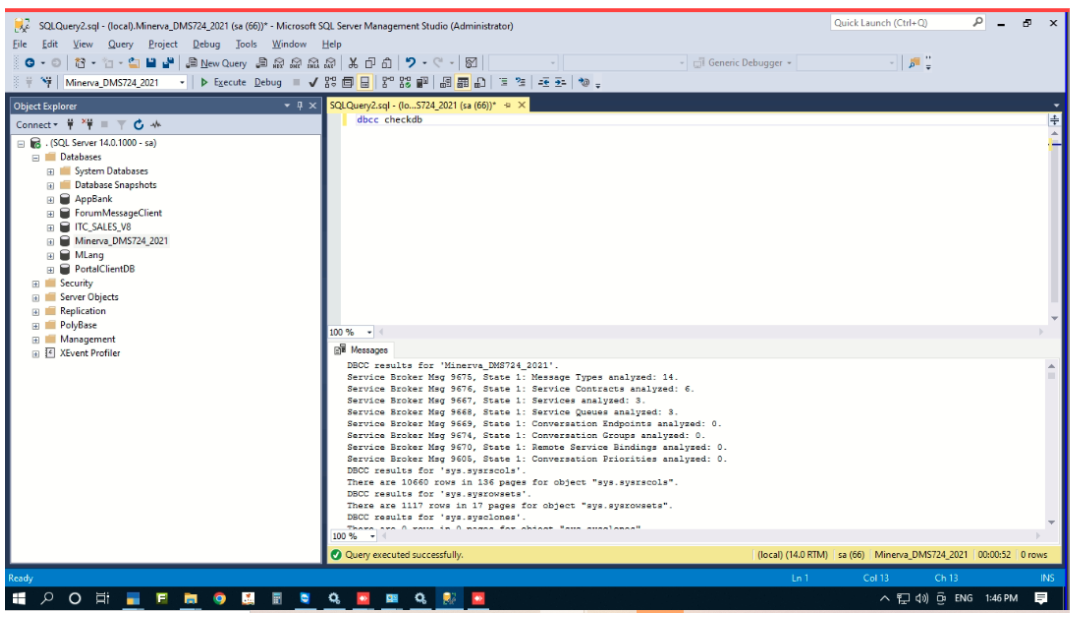 SQLQuery2.sql - (local).Minerva_DMS724_2021 (sa (66))* - Microsoft SQL Server Management Studio (Administrator)
Quick Launch (Ctrl+Q)
File Edit View Query Project Debug Tools Window Help
New Query
Generic Debugger
Minerva_DMS724_2021
Execute Debug
Object Explorer
SQLQuery2.sql - (lo...S724_2021 (sa (66))*
Connect
dbcc checkdb
. (SQL Server 14.0.1000 - sa)
Databases
System Databases
Database Snapshots
AppBank
ForumMessageClient
ITC_SALES_V8
Minerva_DMS724_2021
MLang
PortalClientDB
Security
Server Objects
Replication
PolyBase
Management
XEvent Profiler
100 %
Messages
DBCC results for 'Minerva_DMS724_2021'.
Service Broker Msg 9675, State 1: Message Types analyzed: 14.
Service Broker Msg 9676, State 1: Service Contracts analyzed: 6.
Service Broker Msg 9667, State 1: Services analyzed: 3.
Service Broker Msg 9668, State 1: Service Queues analyzed: 3.
Service Broker Msg 9669, State 1: Conversation Endpoints analyzed: 0.
Service Broker Msg 9674, State 1: Conversation Groups analyzed: 0.
Service Broker Msg 9670, State 1: Remote Service Bindings analyzed: 0.
Service Broker Msg 9605, State 1: Conversation Priorities analyzed: 0.
DBCC results for 'sys.sysrscols'.
There are 10660 rows in 136 pages for object "sys.sysrscols".
DBCC results for 'sys.sysrowsets'.
There are 1117 rows in 17 pages for object "sys.sysrowsets".
DBCC results for 'sys.sysclones'.
There are 0 rows in 0 pages for object "sys.sysclones".
100 %
Query executed successfully.
(local) (14.0 RTM) sa (66) Minerva_DMS724_2021 00:00:52 0 rows
Ready
Ln 1 Col 13 Ch 13 INS
ENG 1:46 PM